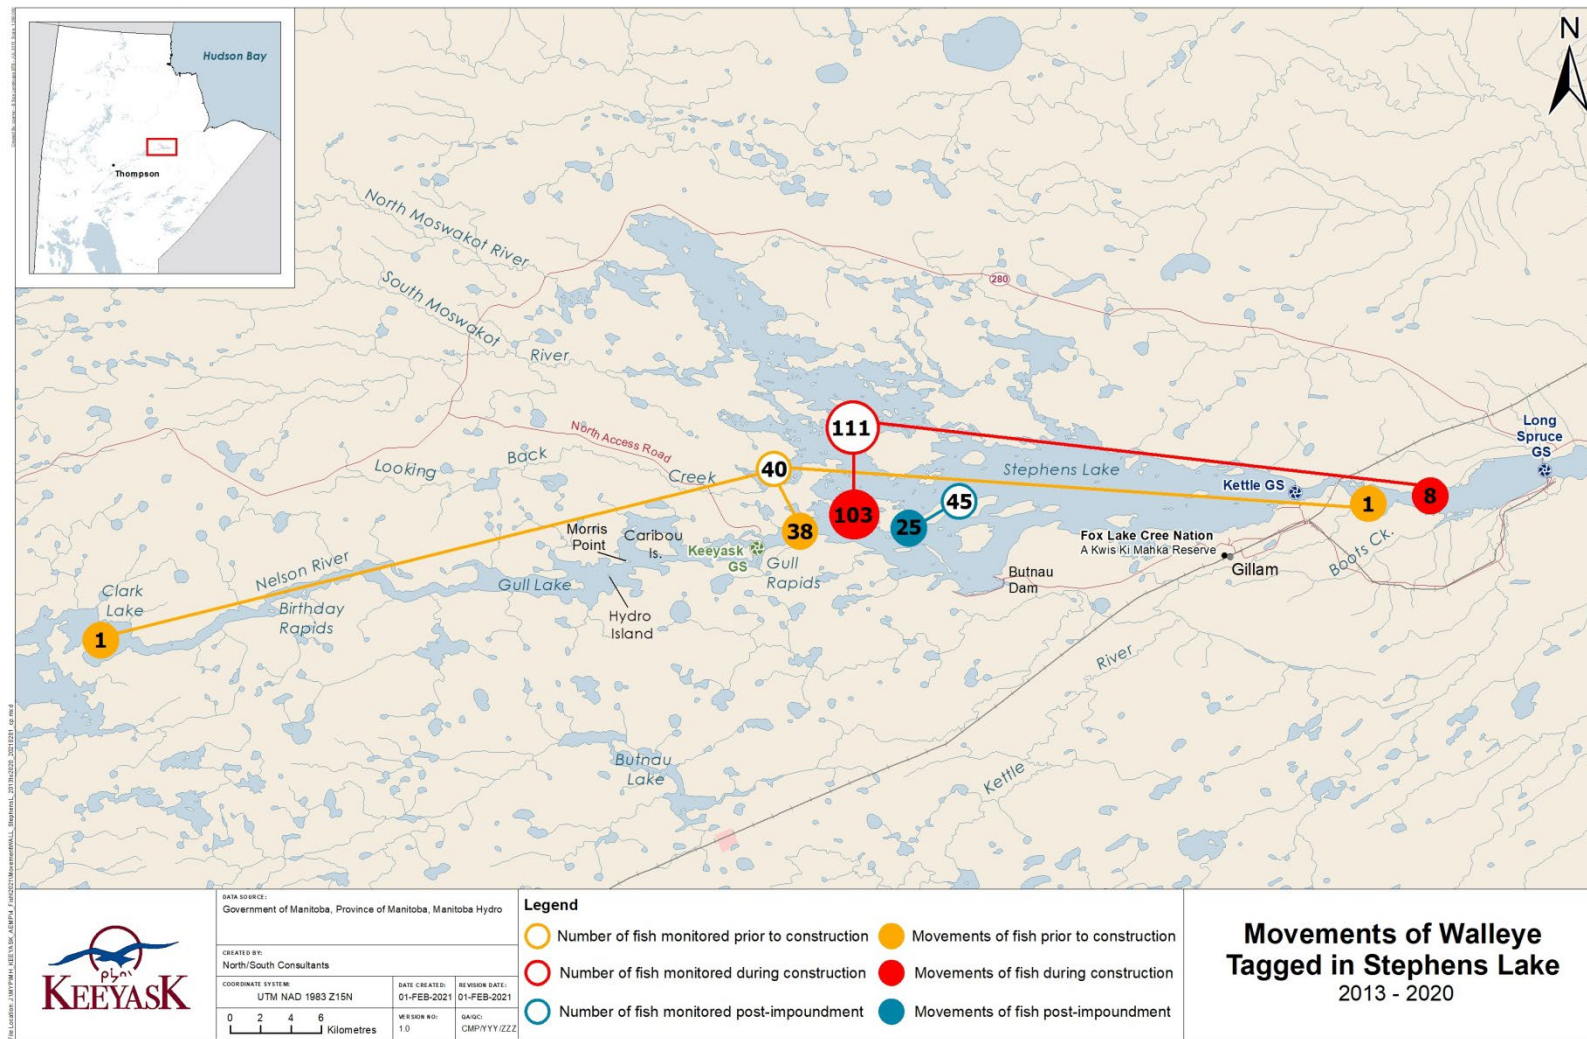 Hudson Bay
Thompson
N
North Moswakot River
South Moswakot
River
280
North Access Road
Looking
Back
Creek
111
40
Stephens Lake
Long
Spruce
GS
Kettle GS
1
8
45
103
25
38
Morris
Point
Caribou
Is.
Keeyask
GS
Gull
Rapids
Fox Lake Cree Nation
A Kwis Ki Mahka Reserve
Gillam
Boots Ck.
Butnau
Dam
Nelson River
Gull Lake
Clark
Lake
Birthday
Rapids
Hydro
Island
1
River
Kettle
Butnau
Lake
ᑭᔭᐢᐠ
KEEYASK
DATA SOURCE:
Government of Manitoba, Province of Manitoba, Manitoba Hydro
CREATED BY:
North/South Consultants
COORDINATE SYSTEM:
UTM NAD 1983 Z15N
DATE CREATED:
01-FEB-2021
REVISION DATE:
01-FEB-2021
0 2 4 6
Kilometres
VERSION NO:
1.0
QA/QC:
CMP/YYY/ZZZ
Legend
Number of fish monitored prior to construction
Movements of fish prior to construction
Number of fish monitored during construction
Movements of fish during construction
Number of fish monitored post-impoundment
Movements of fish post-impoundment
Movements of Walleye
Tagged in Stephens Lake
2013 - 2020